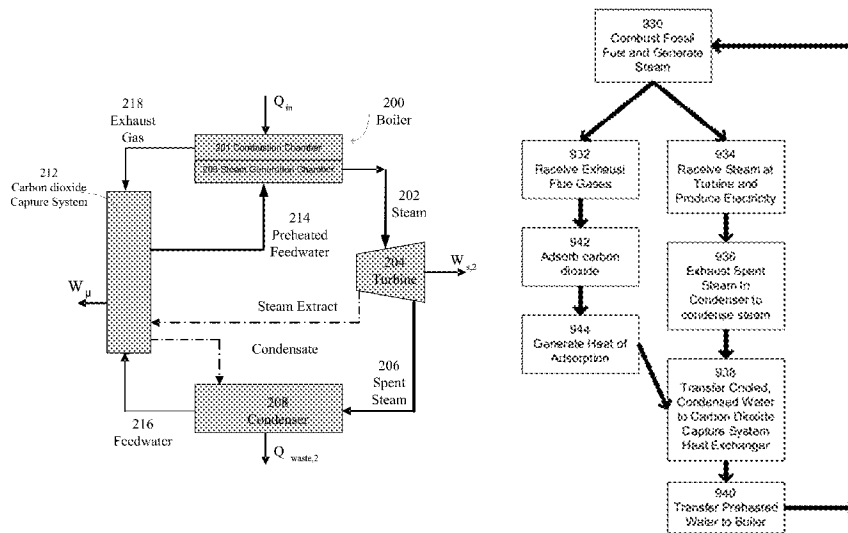 218
Exhaust
Gas
Q in
200
Boiler
201 Combustion Chamber
203 Steam Generation Chamber
212
Carbon dioxide
Capture System
202
Steam
214
Preheated
Feedwater
204
Turbine
W s,2
W μ
Steam Extract
Condensate
206
Spent
Steam
208
Condenser
216
Feedwater
Q waste,2
930
Combust Fossil
Fuel and Generate
Steam
932
Receive Exhaust
Flue Gases
934
Receive Steam at
Turbine and
Produce Electricity
942
Adsorb carbon
dioxide
936
Exhaust Spent
Steam in
Condenser to
condense steam
944
Generate Heat of
Adsorption
938
Transfer Cooled,
Condensed Water
to Carbon Dioxide
Capture System
Heat Exchanger
940
Transfer Preheated
Water to Boiler